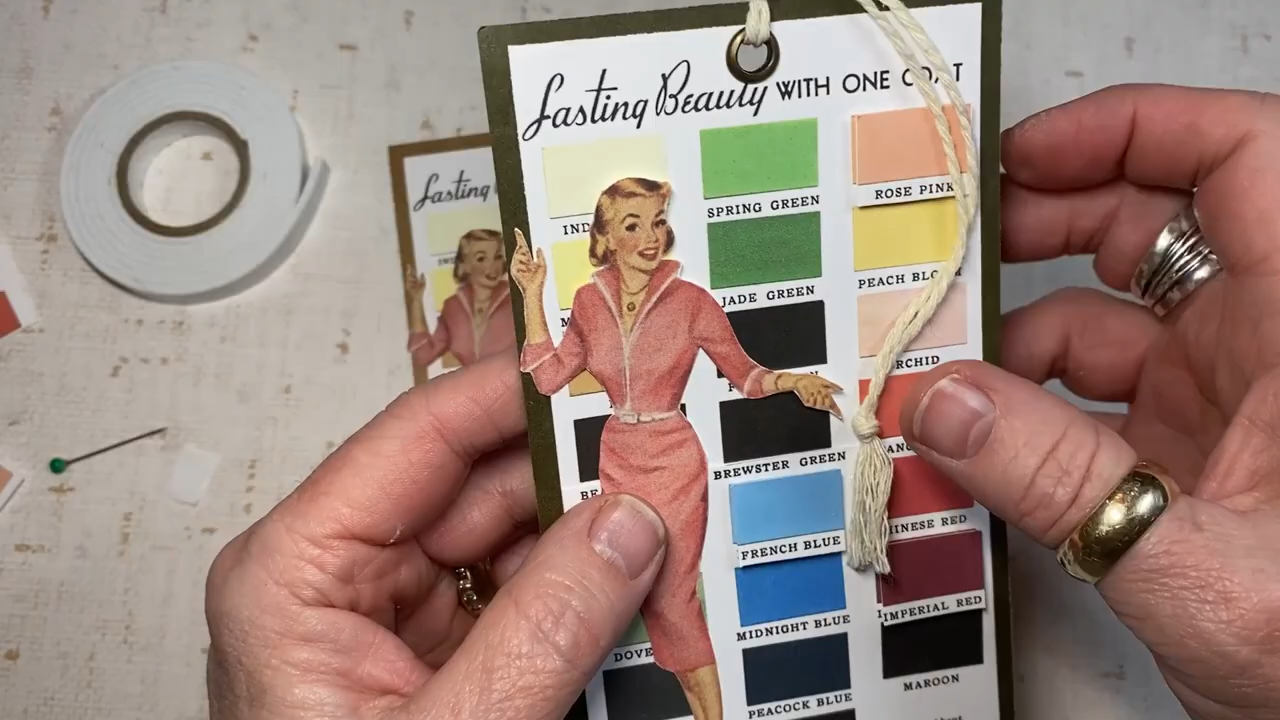 Lasting Beauty WITH ONE COAT
SPRING GREEN
ROSE PINK
JADE GREEN
PEACH BLOOM
BREWSTER GREEN
FRENCH BLUE
IMPERIAL RED
MIDNIGHT BLUE
MAROON
PEACOCK BLUE
DOVE
Lasting